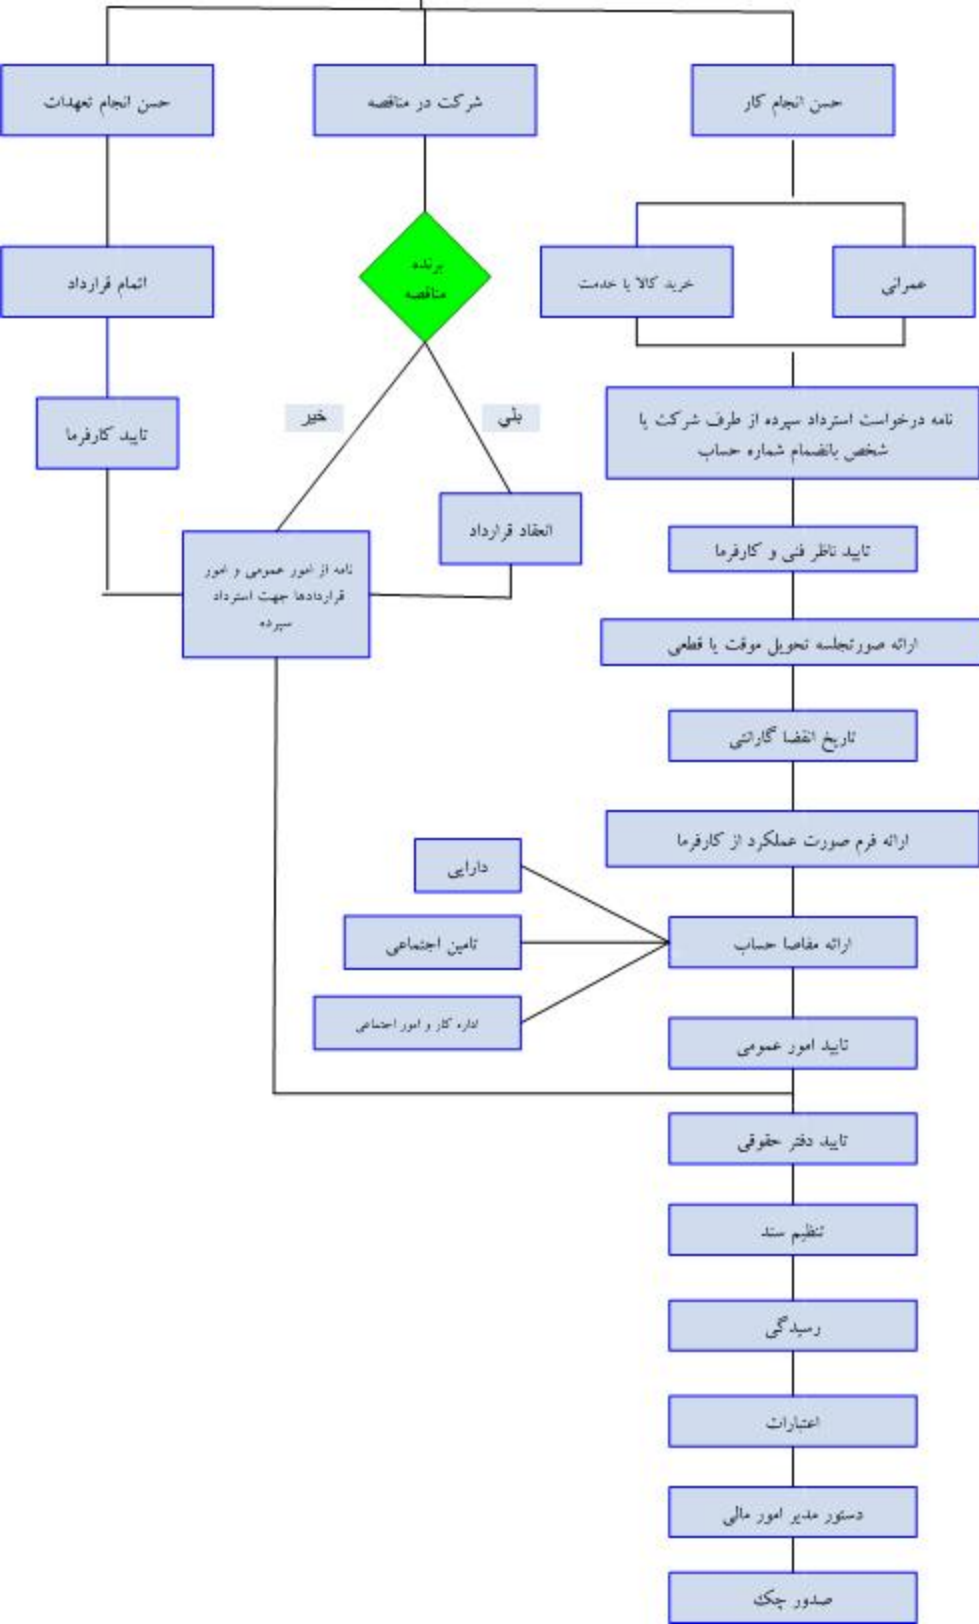 حسن انجام کار
شرکت در مناقصه
حسن انجام تعهدات
عمرانی
خرید کالا یا خدمت
برنده
مناقصه
اتمام قرارداد
بلی
خیر
تایید کارفرما
انعقاد قرارداد
نامه از امور عمومی و امور
قراردادها جهت استرداد
سپرده
نامه درخواست استرداد سپرده از طرف شرکت یا
شخص بانضمام شماره حساب
تایید ناظر فنی و کارفرما
ارائه صورتجلسه تحویل موقت یا قطعی
تاریخ انقضا گارانتی
ارائه فرم صورت عملکرد از کارفرما
ارائه مفاصا حساب
دارایی
تامین اجتماعی
اداره کار و امور اجتماعی
تایید امور عمومی
تایید دفتر حقوقی
تنظیم سند
رسیدگی
اعتبارات
دستور مدیر امور مالی
صدور چک